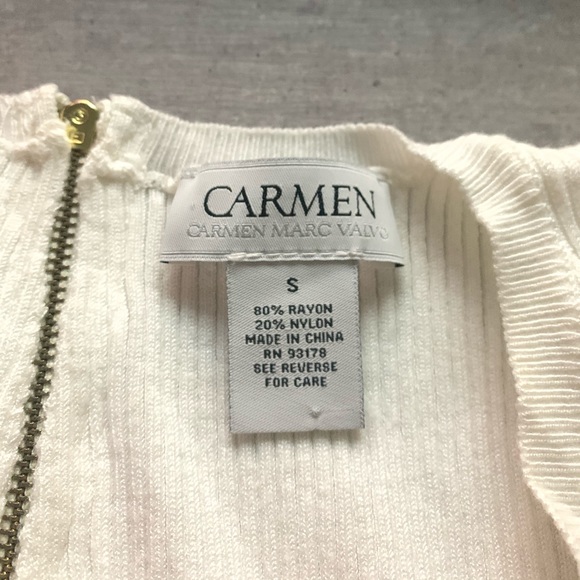 CARMEN
CARMEN MARC VALVO
S
80% RAYON
20% NYLON
MADE IN CHINA
RN 93178
SEE REVERSE
FOR CARE